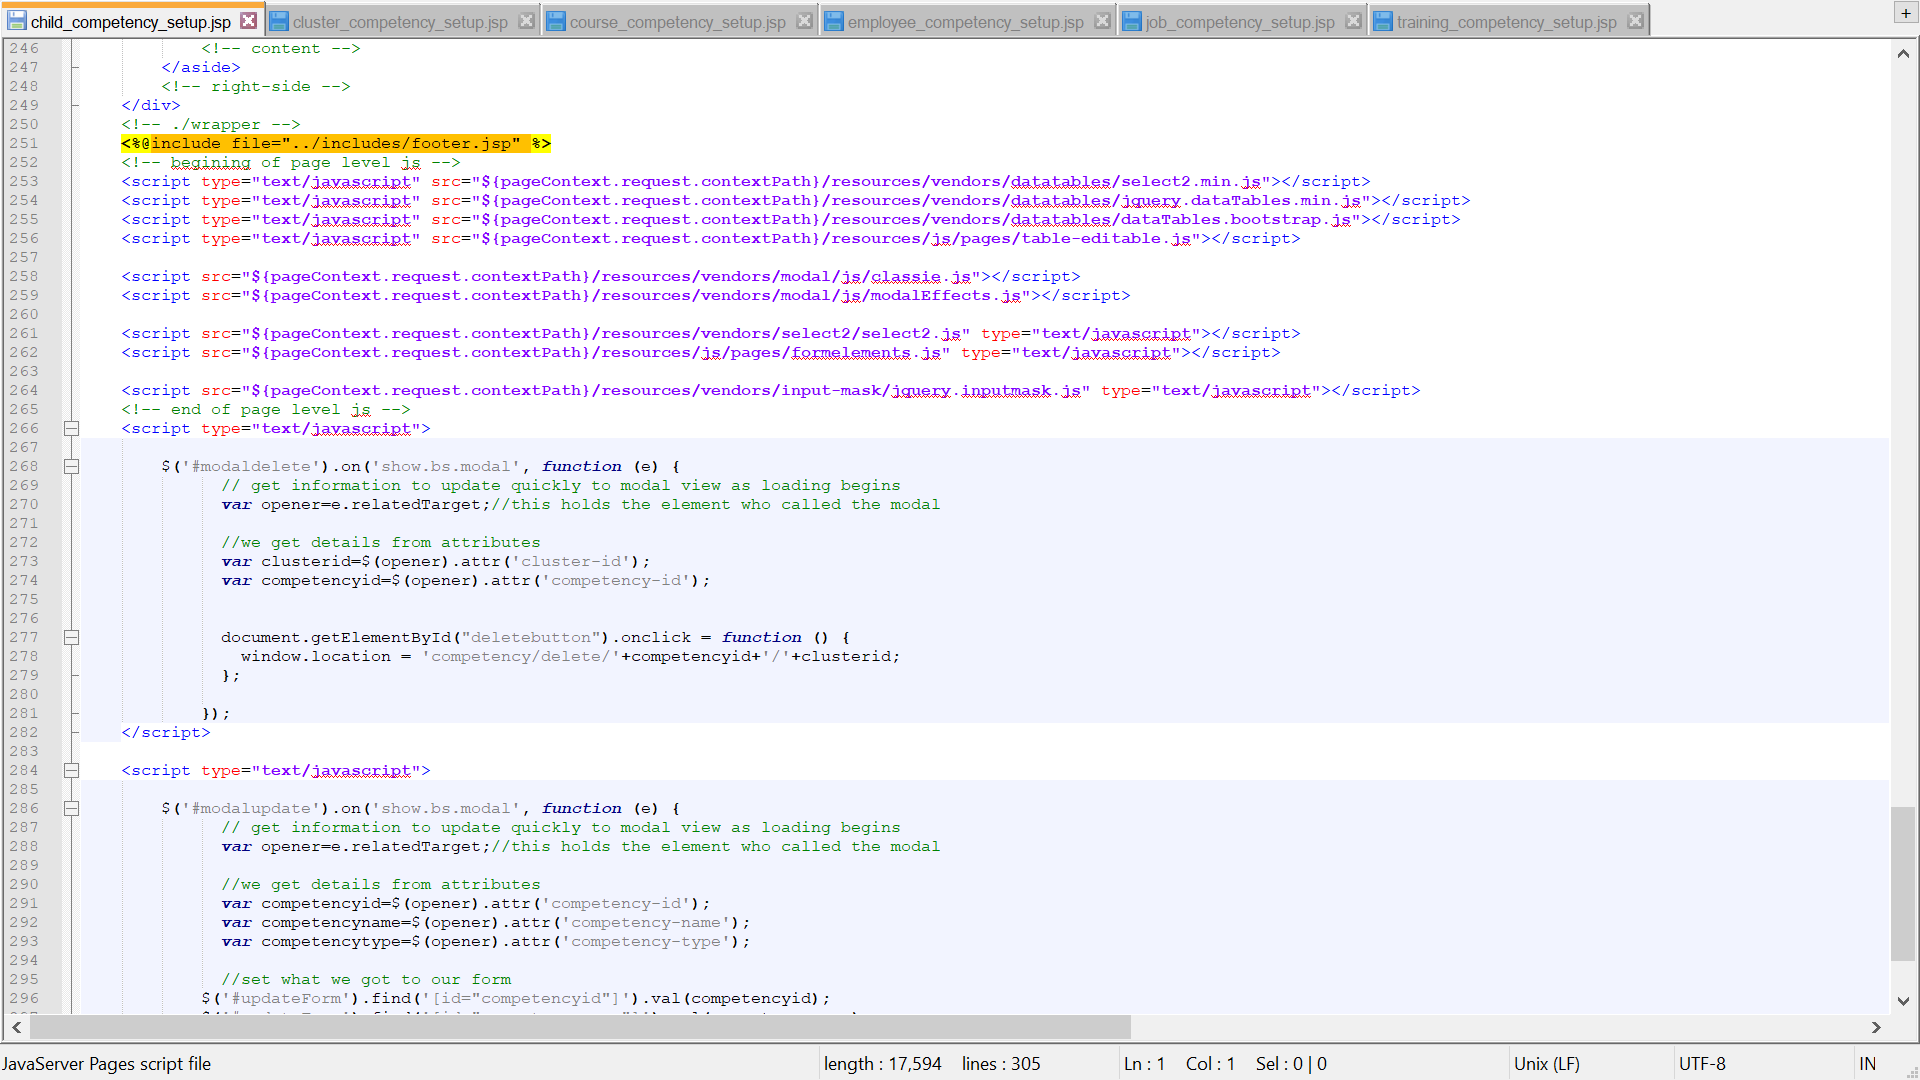 child_competency_setup.jsp cluster_competency_setup.jsp course_competency_setup.jsp employee_competency_setup.jsp job_competency_setup.jsp training_competency_setup.jsp +
246 <!-- content -->
247 </aside>
248 <!-- right-side -->
249 </div>
250 <!-- ./wrapper -->
251 <%@include file="../includes/footer.jsp" %>
252 <!-- begining of page level js -->
253 <script type="text/javascript" src="${pageContext.request.contextPath}/resources/vendors/datatables/select2.min.js"></script>
254 <script type="text/javascript" src="${pageContext.request.contextPath}/resources/vendors/datatables/jquery.dataTables.min.js"></script>
255 <script type="text/javascript" src="${pageContext.request.contextPath}/resources/vendors/datatables/dataTables.bootstrap.js"></script>
256 <script type="text/javascript" src="${pageContext.request.contextPath}/resources/js/pages/table-editable.js"></script>
257
258 <script src="${pageContext.request.contextPath}/resources/vendors/modal/js/classie.js"></script>
259 <script src="${pageContext.request.contextPath}/resources/vendors/modal/js/modalEffects.js"></script>
260
261 <script src="${pageContext.request.contextPath}/resources/vendors/select2/select2.js" type="text/javascript"></script>
262 <script src="${pageContext.request.contextPath}/resources/js/pages/formelements.js" type="text/javascript"></script>
263
264 <script src="${pageContext.request.contextPath}/resources/vendors/input-mask/jquery.inputmask.js" type="text/javascript"></script>
265 <!-- end of page level js -->
266 <script type="text/javascript">
267
268 $('#modaldelete').on('show.bs.modal', function (e) {
269 // get information to update quickly to modal view as loading begins
270 var opener=e.relatedTarget;//this holds the element who called the modal
271
272 //we get details from attributes
273 var clusterid=$(opener).attr('cluster-id');
274 var competencyid=$(opener).attr('competency-id');
275
276
277 document.getElementById("deletebutton").onclick = function () {
278 window.location = 'competency/delete/'+competencyid+'/'+clusterid;
279 };
280
281 });
282 </script>
283
284 <script type="text/javascript">
285
286 $('#modalupdate').on('show.bs.modal', function (e) {
287 // get information to update quickly to modal view as loading begins
288 var opener=e.relatedTarget;//this holds the element who called the modal
289
290 //we get details from attributes
291 var competencyid=$(opener).attr('competency-id');
292 var competencyname=$(opener).attr('competency-name');
293 var competencytype=$(opener).attr('competency-type');
294
295 //set what we got to our form
296 $('#updateForm').find('[id="competencyid"]').val(competencyid);
JavaServer Pages script file length : 17,594 lines : 305 Ln : 1 Col : 1 Sel : 0 | 0 Unix (LF) UTF-8 IN